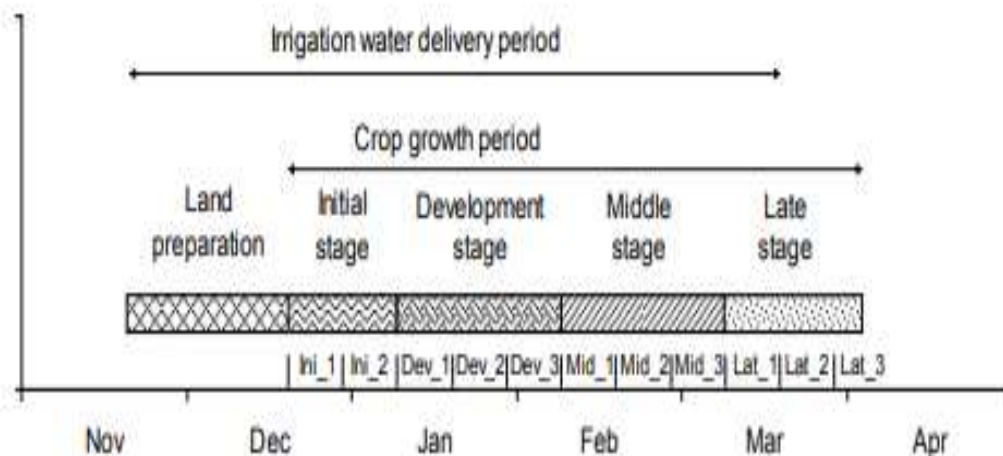 Irrigation water delivery period
Crop growth period
Land
preparation
Initial
stage
Development
stage
Middle
stage
Late
stage
Ini_1 Ini_2 Dev_1 Dev_2 Dev_3 Mid_1 Mid_2 Mid_3 Lat_1 Lat_2 Lat_3
Nov Dec Jan Feb Mar Apr